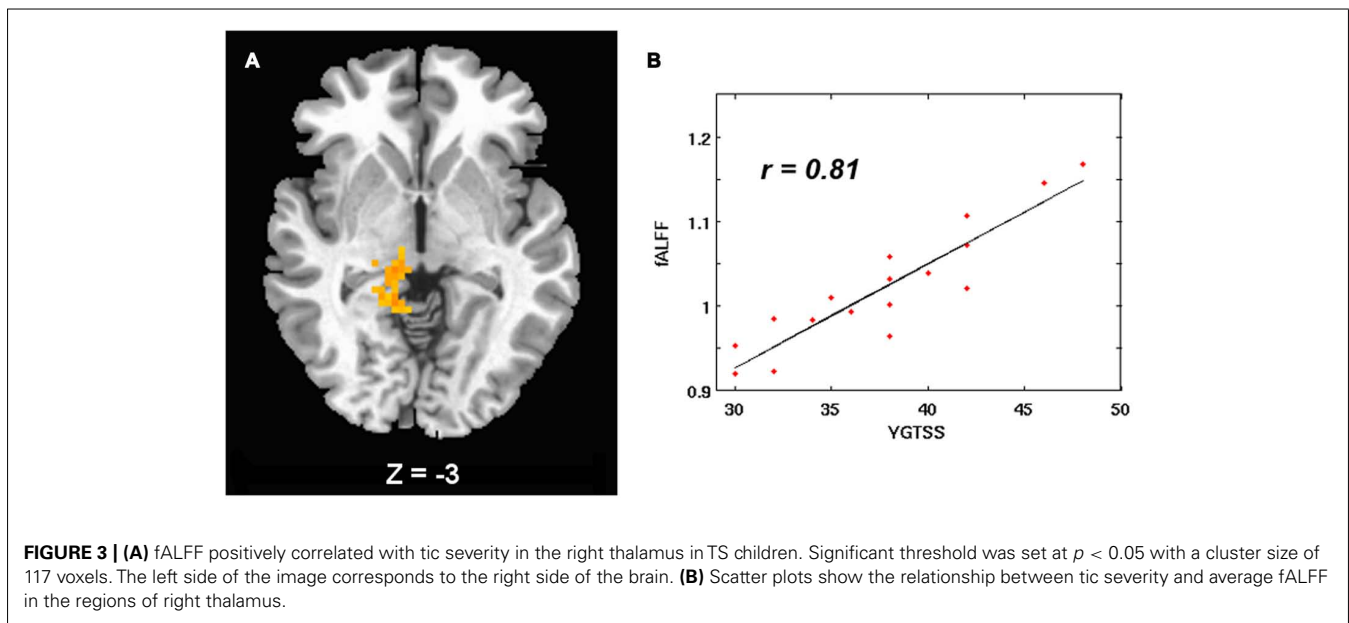 A
Z = -3
B
r = 0.81
fALFF
1.2
1.1
1
0.9
30 35 40 45 50
YGTSS
FIGURE 3 | (A) fALFF positively correlated with tic severity in the right thalamus in TS children. Significant threshold was set at p < 0.05 with a cluster size of
117 voxels. The left side of the image corresponds to the right side of the brain. (B) Scatter plots show the relationship between tic severity and average fALFF
in the regions of right thalamus.